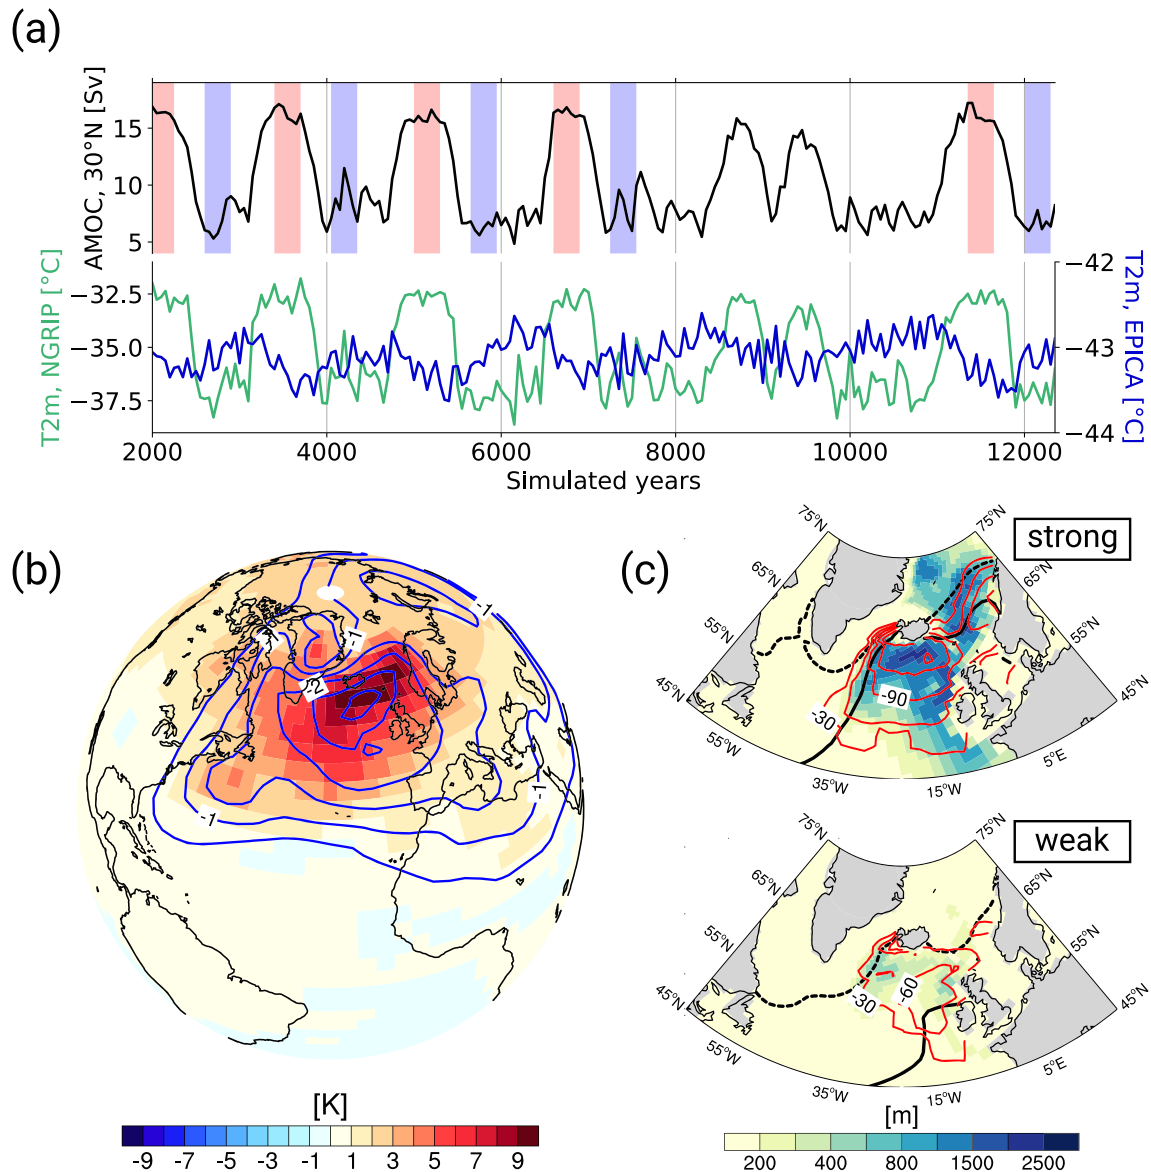 (a)
AMOC, 30°N [Sv]
15
10
5
T2m, NGRIP [°C]
−32.5
−35.0
−37.5
−42
−43
−44
T2m, EPICA [°C]
2000 4000 6000 8000 10000 12000
Simulated years
(b)
-1
-1
-2
-1
-1
[K]
-9 -7 -5 -3 -1 1 3 5 7 9
(c)
strong
75°N
75°N
65°N
65°N
55°N
55°N
45°N
45°N
-90
-30
55°W
35°W
15°W
5°E
weak
75°N
65°N
65°N
55°N
55°N
45°N
45°N
-60
-30
55°W
35°W
15°W
5°E
[m]
200 400 800 1500 2500